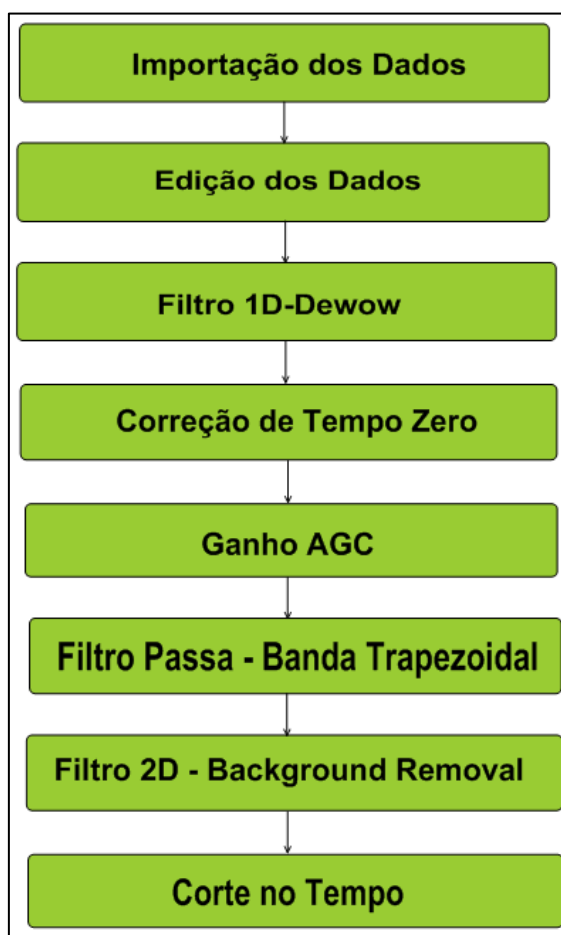 Importação dos Dados
Edição dos Dados
Filtro 1D-Dewow
Correção de Tempo Zero
Ganho AGC
Filtro Passa - Banda Trapezoidal
Filtro 2D - Background Removal
Corte no Tempo